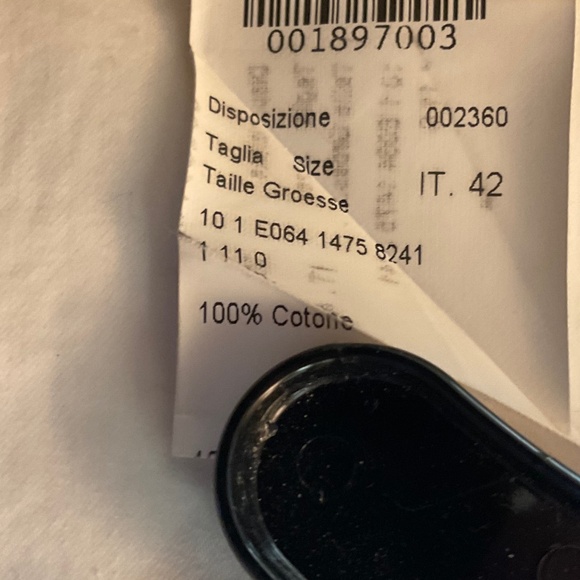 001897003
Disposizione 002360
Taglia Size
Taille Groesse IT. 42
10 1 E064 1475 8241
1 11 0
100% Cotone